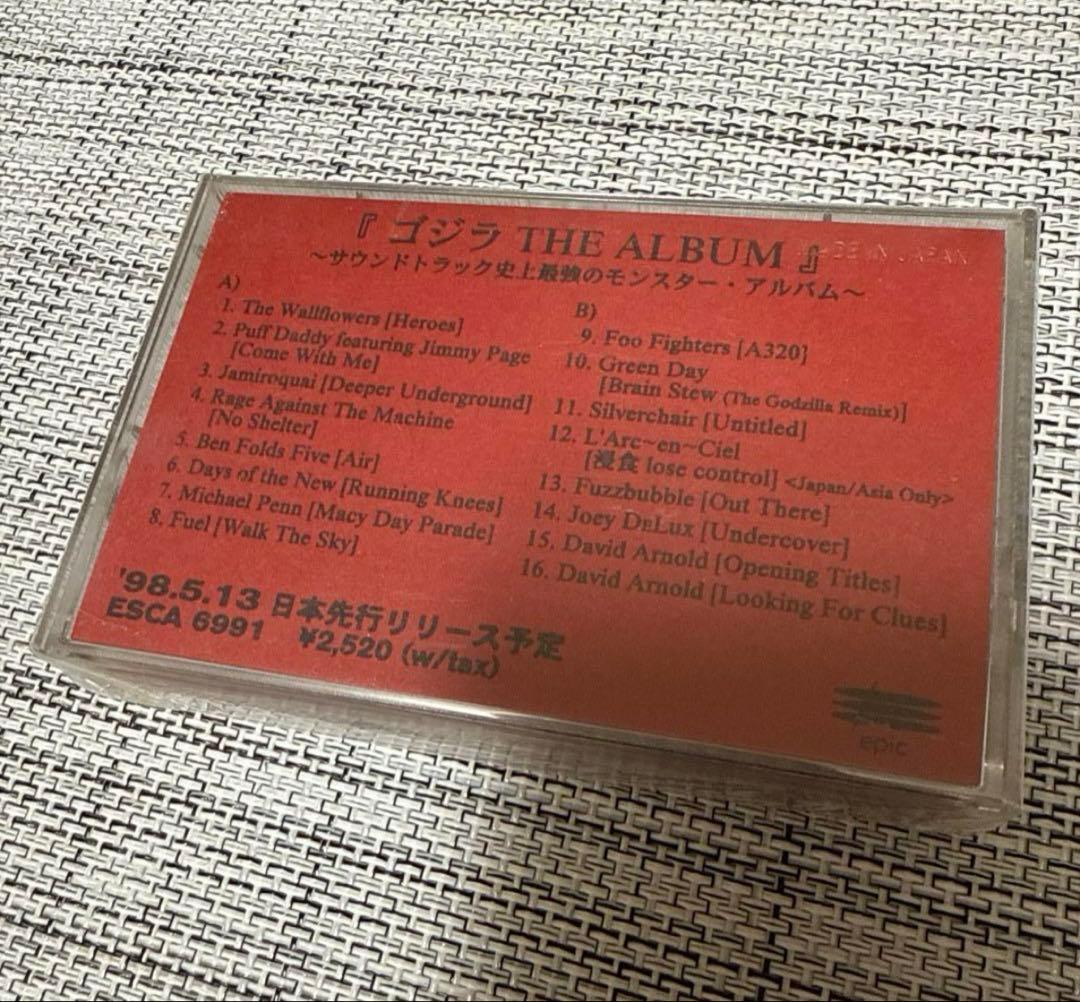 『ゴジラ THE ALBUM』
～サウンドトラック史上最強のモンスター・アルバム～
A)
1. The Wallflowers [Heroes]
2. Puff Daddy featuring Jimmy Page
[Come With Me]
3. Jamiroquai [Deeper Underground]
4. Rage Against The Machine
[No Shelter]
5. Ben Folds Five [Air]
6. Days of the New [Running Knees]
7. Michael Penn [Macy Day Parade]
8. Fuel [Walk The Sky]
B)
9. Foo Fighters [A320]
10. Green Day
[Brain Stew (The Godzilla Remix)]
11. Silverchair [Untitled]
12. L'Arc~en~Ciel
[浸食 lose control] <Japan/Asia Only>
13. Fuzzbubble [Out There]
14. Joey DeLux [Undercover]
15. David Arnold [Opening Titles]
16. David Arnold [Looking For Clues]
'98.5.13 日本先行リリース予定
ESCA 6991 ¥2,520 (w/tax)
epic